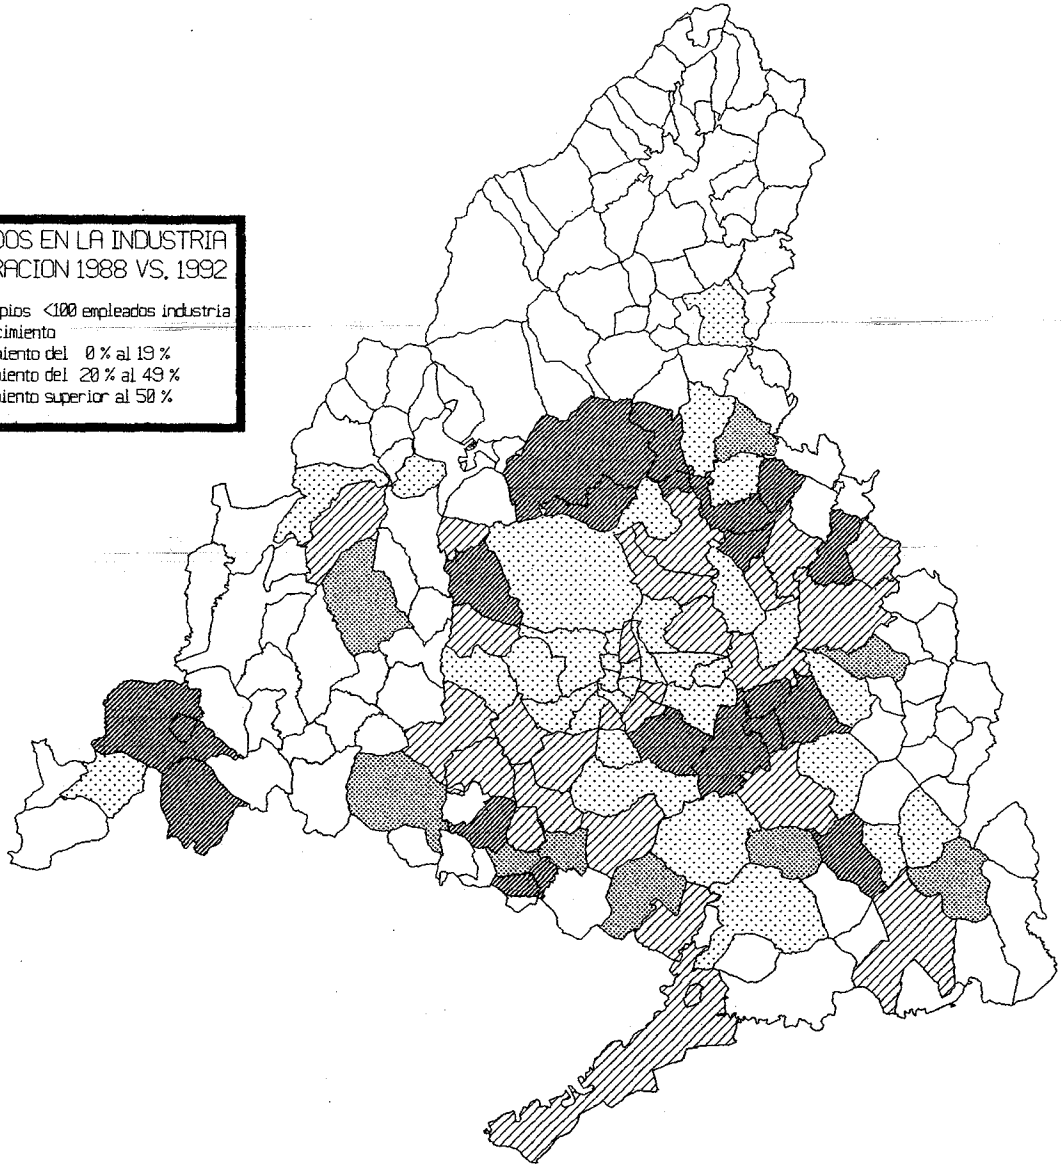 DOS EN LA INDUSTRIA
RACION 1988 VS. 1992
pios <100 empleados industria
cimiento
iento del 0 % al 19 %
iento del 20 % al 49 %
iento superior al 50 %